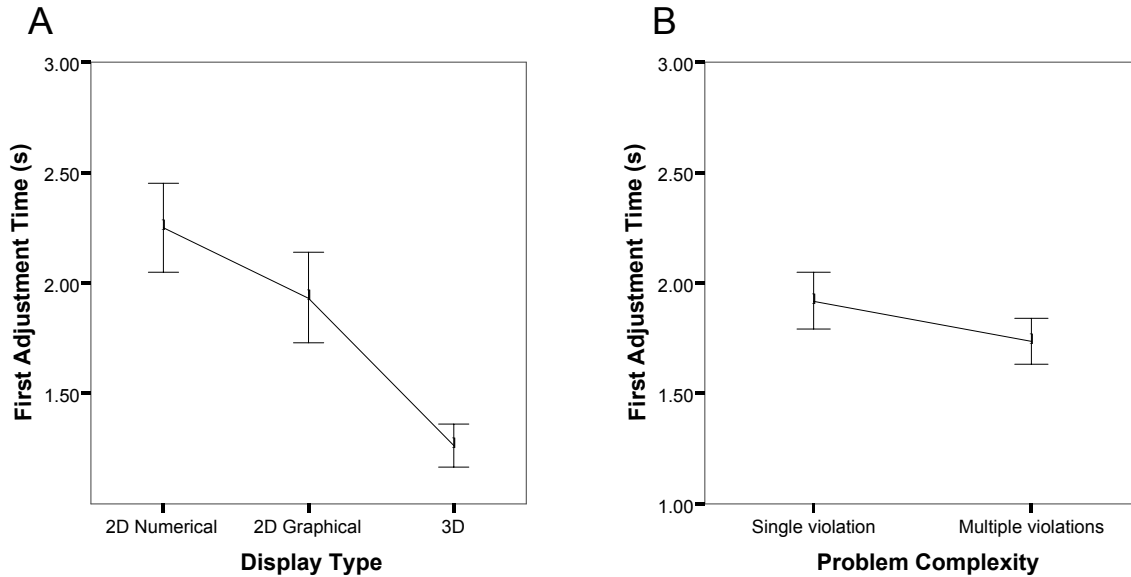 A
First Adjustment Time (s)
3.00
2.50
2.00
1.50
2D Numerical
2D Graphical
3D
Display Type
B
First Adjustment Time (s)
3.00
2.50
2.00
1.50
1.00
Single violation
Multiple violations
Problem Complexity